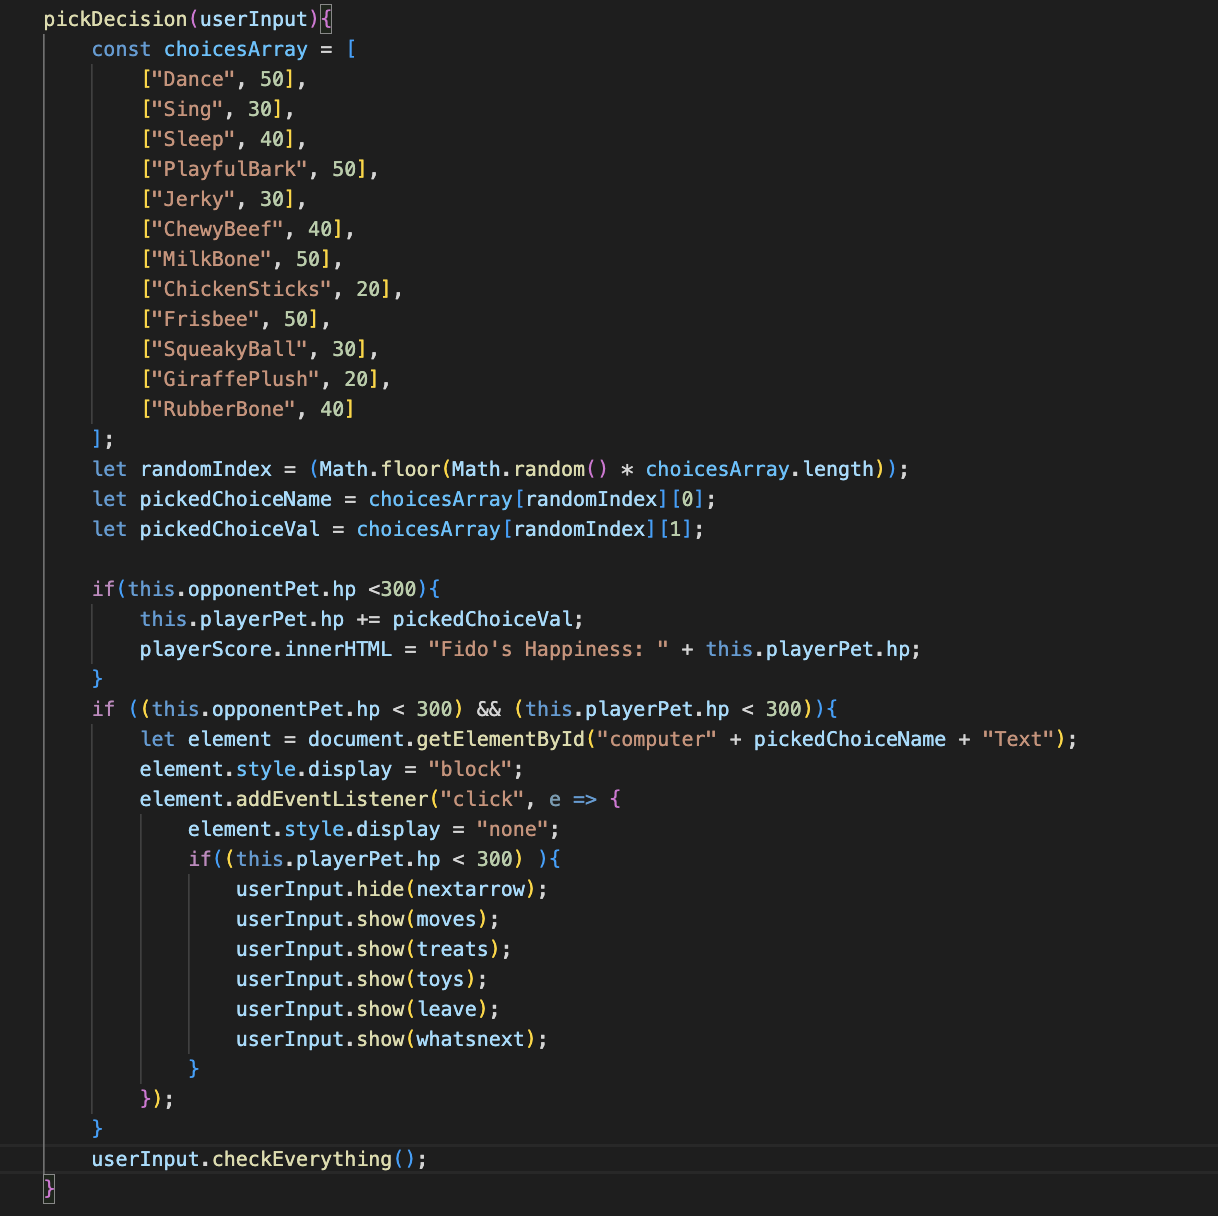 pickDecision(userInput){
    const choicesArray = [
        ["Dance", 50],
        ["Sing", 30],
        ["Sleep", 40],
        ["PlayfulBark", 50],
        ["Jerky", 30],
        ["ChewyBeef", 40],
        ["MilkBone", 50],
        ["ChickenSticks", 20],
        ["Frisbee", 50],
        ["SqueakyBall", 30],
        ["GiraffePlush", 20],
        ["RubberBone", 40]
    ];
    let randomIndex = (Math.floor(Math.random() * choicesArray.length));
    let pickedChoiceName = choicesArray[randomIndex][0];
    let pickedChoiceVal = choicesArray[randomIndex][1];

    if(this.opponentPet.hp <300){
        this.playerPet.hp += pickedChoiceVal;
        playerScore.innerHTML = "Fido's Happiness: " + this.playerPet.hp;
    }
    if ((this.opponentPet.hp < 300) && (this.playerPet.hp < 300)){
        let element = document.getElementById("computer" + pickedChoiceName + "Text");
        element.style.display = "block";
        element.addEventListener("click", e => {
            element.style.display = "none";
            if((this.playerPet.hp < 300) ){
                userInput.hide(nextarrow);
                userInput.show(moves);
                userInput.show(treats);
                userInput.show(toys);
                userInput.show(leave);
                userInput.show(whatsnext);
            }
        });
    }
    userInput.checkEverything();
}